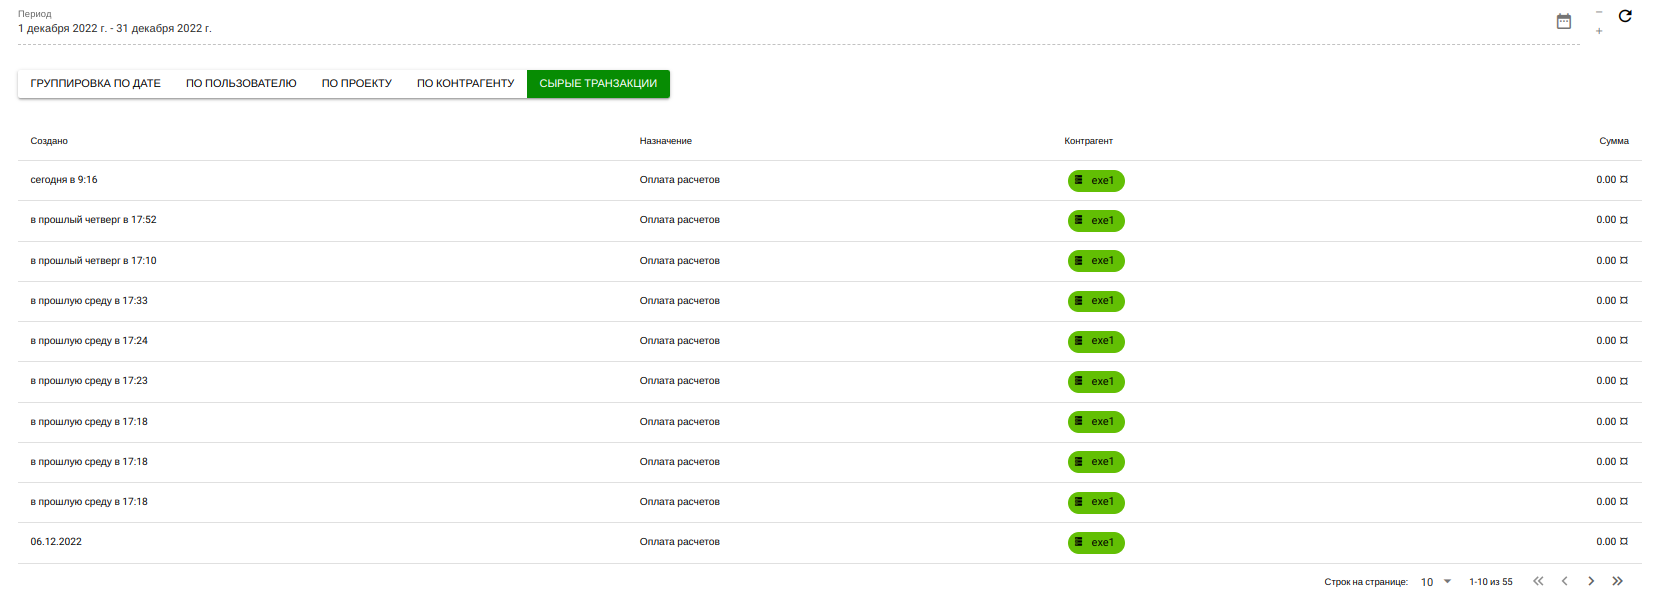 Период
1 декабря 2022 г. - 31 декабря 2022 г.
ГРУППИРОВКА ПО ДАТЕ ПО ПОЛЬЗОВАТЕЛЮ ПО ПРОЕКТУ ПО КОНТРАГЕНТУ СЫРЫЕ ТРАНЗАКЦИИ
Создано Назначение Контрагент Сумма
сегодня в 9:16 Оплата расчетов exe1 0.00 ¤
в прошлый четверг в 17:52 Оплата расчетов exe1 0.00 ¤
в прошлый четверг в 17:10 Оплата расчетов exe1 0.00 ¤
в прошлую среду в 17:33 Оплата расчетов exe1 0.00 ¤
в прошлую среду в 17:24 Оплата расчетов exe1 0.00 ¤
в прошлую среду в 17:23 Оплата расчетов exe1 0.00 ¤
в прошлую среду в 17:18 Оплата расчетов exe1 0.00 ¤
в прошлую среду в 17:18 Оплата расчетов exe1 0.00 ¤
в прошлую среду в 17:18 Оплата расчетов exe1 0.00 ¤
06.12.2022 Оплата расчетов exe1 0.00 ¤
Строк на странице: 10 1-10 из 55